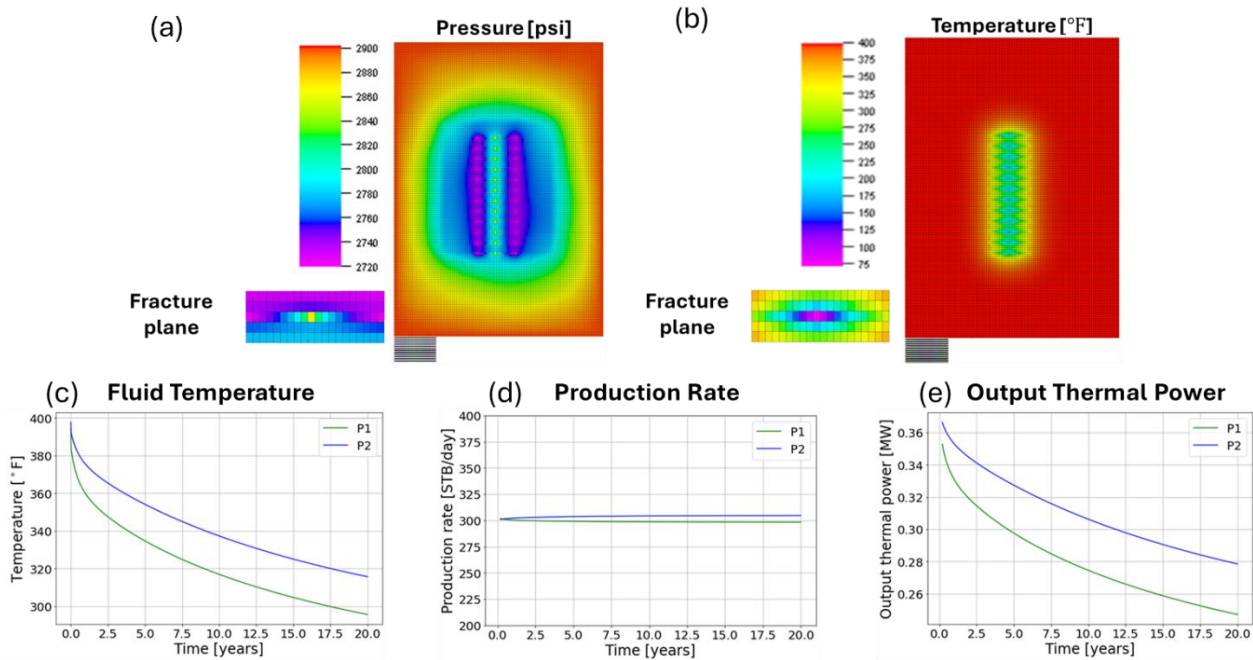 (a)
Pressure [psi]
2900
2880
2860
2840
2820
2800
2780
2760
2740
2720
Fracture
plane
(b)
Temperature [°F]
400
375
350
325
300
275
250
225
200
175
150
125
100
75
Fracture
plane
(c) Fluid Temperature
Temperature [°F]
400
380
360
340
320
300
P1
P2
0.0 2.5 5.0 7.5 10.0 12.5 15.0 17.5 20.0
Time [years]
(d) Production Rate
Production rate [STB/day]
400
375
350
325
300
275
250
225
200
P1
P2
0.0 2.5 5.0 7.5 10.0 12.5 15.0 17.5 20.0
Time [years]
(e) Output Thermal Power
Output thermal power [MW]
0.36
0.34
0.32
0.30
0.28
0.26
P1
P2
0.0 2.5 5.0 7.5 10.0 12.5 15.0 17.5 20.0
Time [years]